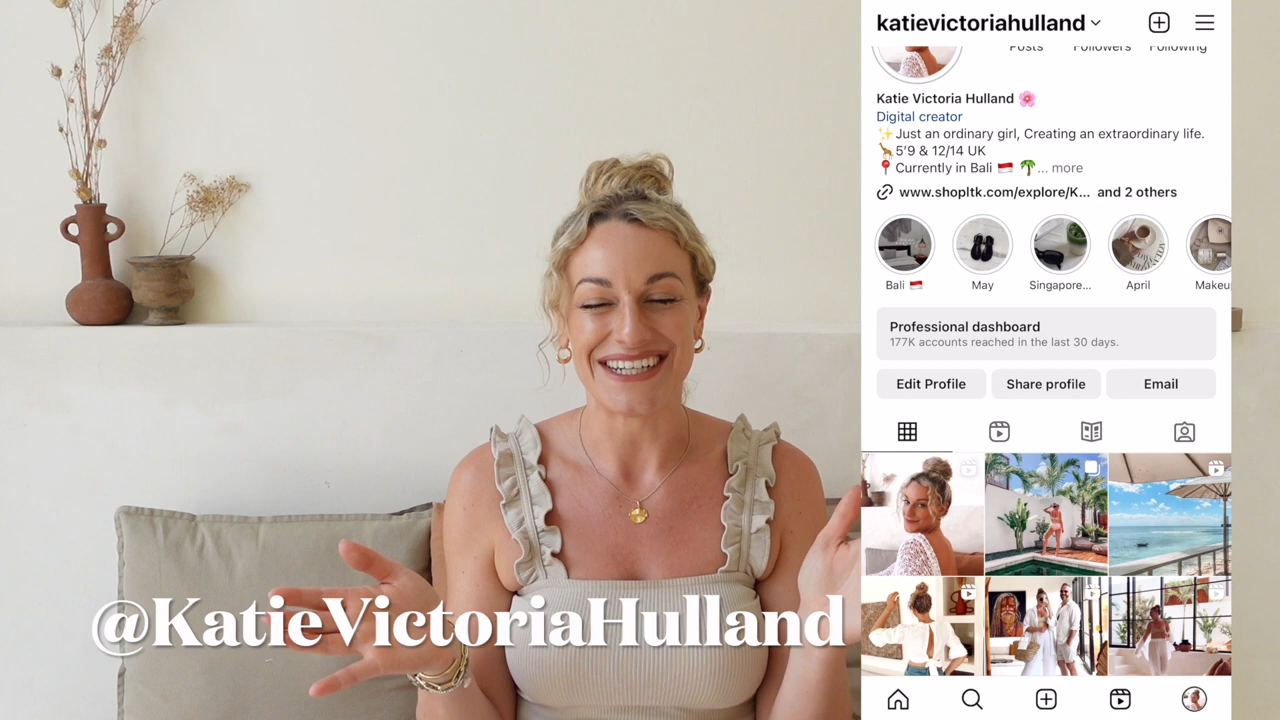 katievictoriahulland
Posts Followers Following
Katie Victoria Hulland 🌸
Digital creator
✨Just an ordinary girl, Creating an extraordinary life.
🦒5'9 & 12/14 UK
📍Currently in Bali 🇮🇩 🌴... more
www.shopltk.com/explore/K... and 2 others
Bali 🇮🇩 May Singapore... April Makeu
Professional dashboard
177K accounts reached in the last 30 days.
Edit Profile Share profile Email
@KatieVictoriaHulland